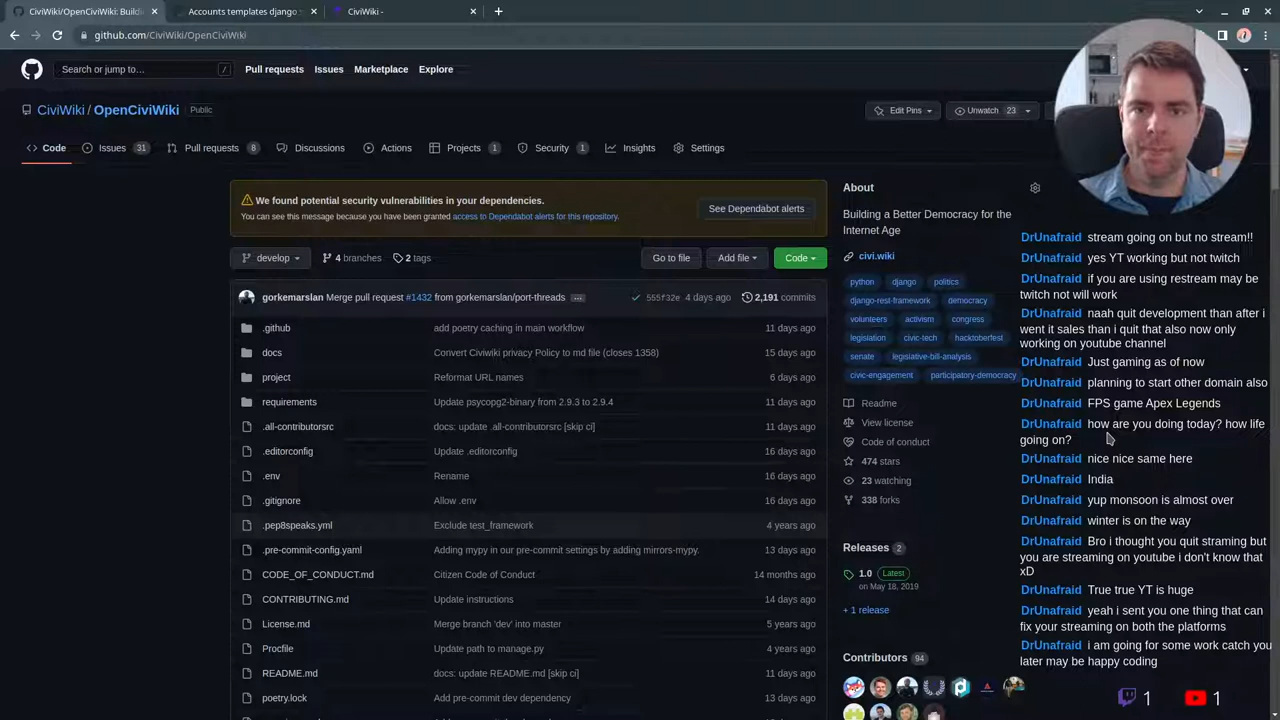 CiviWiki/OpenCiviWiki: Buildi
Accounts templates django
CiviWiki -
github.com/CiviWiki/OpenCiviWiki
Search or jump to…
/
Pull requests
Issues
Marketplace
Explore
CiviWiki / OpenCiviWiki
Public
Edit Pins
Unwatch 23
Code
Issues 31
Pull requests 8
Discussions
Actions
Projects 1
Security 1
Insights
Settings
We found potential security vulnerabilities in your dependencies.
You can see this message because you have been granted access to Dependabot alerts for this repository.
See Dependabot alerts
develop
4 branches
2 tags
Go to file
Add file
Code
gorkemarslan Merge pull request #1432 from gorkemarslan/port-threads … 555f32e 4 days ago 2,191 commits
.github add poetry caching in main workflow 11 days ago
docs Convert Civiwiki privacy Policy to md file (closes 1358) 15 days ago
project Reformat URL names 6 days ago
requirements Update psycopg2-binary from 2.9.3 to 2.9.4 11 days ago
.all-contributorsrc docs: update .all-contributorsrc [skip ci] 11 days ago
.editorconfig Update .editorconfig 16 days ago
.env Rename 16 days ago
.gitignore Allow .env 16 days ago
.pep8speaks.yml Exclude test_framework 4 years ago
.pre-commit-config.yaml Adding mypy in our pre-commit settings by adding mirrors-mypy. 13 days ago
CODE_OF_CONDUCT.md Citizen Code of Conduct 14 months ago
CONTRIBUTING.md Update instructions 14 days ago
License.md Merge branch 'dev' into master 5 years ago
Procfile Update path to manage.py 4 years ago
README.md docs: update README.md [skip ci] 11 days ago
poetry.lock Add pre-commit dev dependency 13 days ago
About
Building a Better Democracy for the
Internet Age
civi.wiki
python django politics
django-rest-framework democracy
volunteers activism congress
legislation civic-tech hacktoberfest
senate legislative-bill-analysis
civic-engagement participatory-democracy
Readme
View license
Code of conduct
474 stars
23 watching
338 forks
Releases 2
1.0 Latest
on May 18, 2019
+ 1 release
Contributors 94
DrUnafraid stream going on but no stream!!
DrUnafraid yes YT working but not twitch
DrUnafraid if you are using restream may be
twitch not will work
DrUnafraid naah quit development than after i
went it sales than i quit that also now only
working on youtube channel
DrUnafraid Just gaming as of now
DrUnafraid planning to start other domain also
DrUnafraid FPS game Apex Legends
DrUnafraid how are you doing today? how life
going on?
DrUnafraid nice nice same here
DrUnafraid India
DrUnafraid yup monsoon is almost over
DrUnafraid winter is on the way
DrUnafraid Bro i thought you quit straming but
you are streaming on youtube i don't know that
xD
DrUnafraid True true YT is huge
DrUnafraid yeah i sent you one thing that can
fix your streaming on both the platforms
DrUnafraid i am going for some work catch you
later may be happy coding
1
1